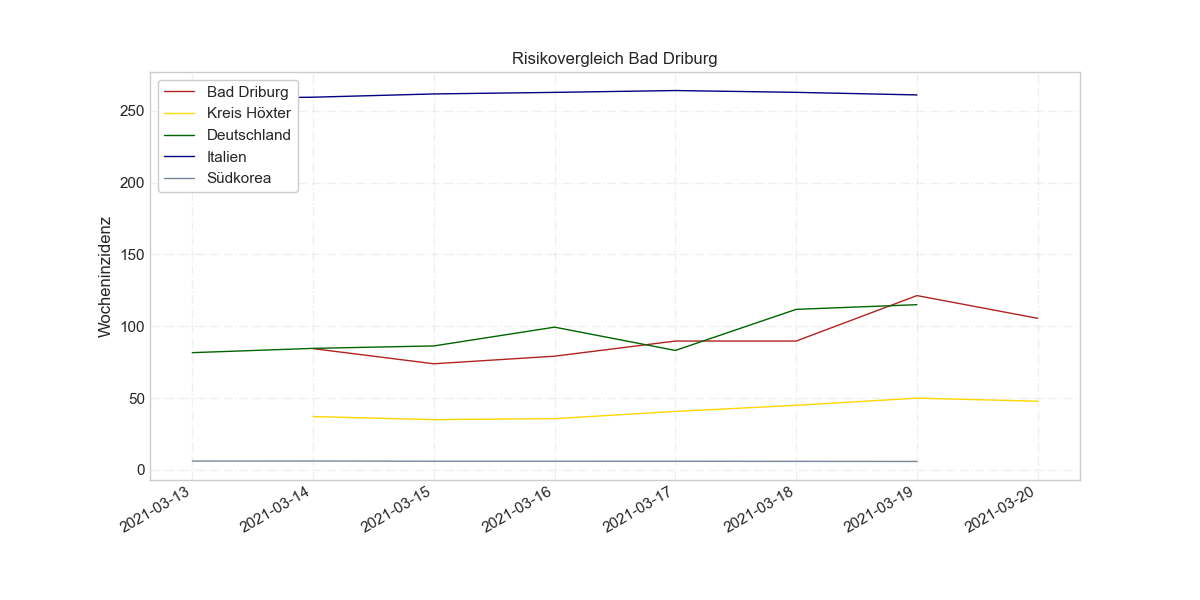 Risikovergleich Bad Driburg
Wocheninzidenz
250
200
150
100
50
0
Bad Driburg
Kreis Höxter
Deutschland
Italien
Südkorea
2021-03-13
2021-03-14
2021-03-15
2021-03-16
2021-03-17
2021-03-18
2021-03-19
2021-03-20